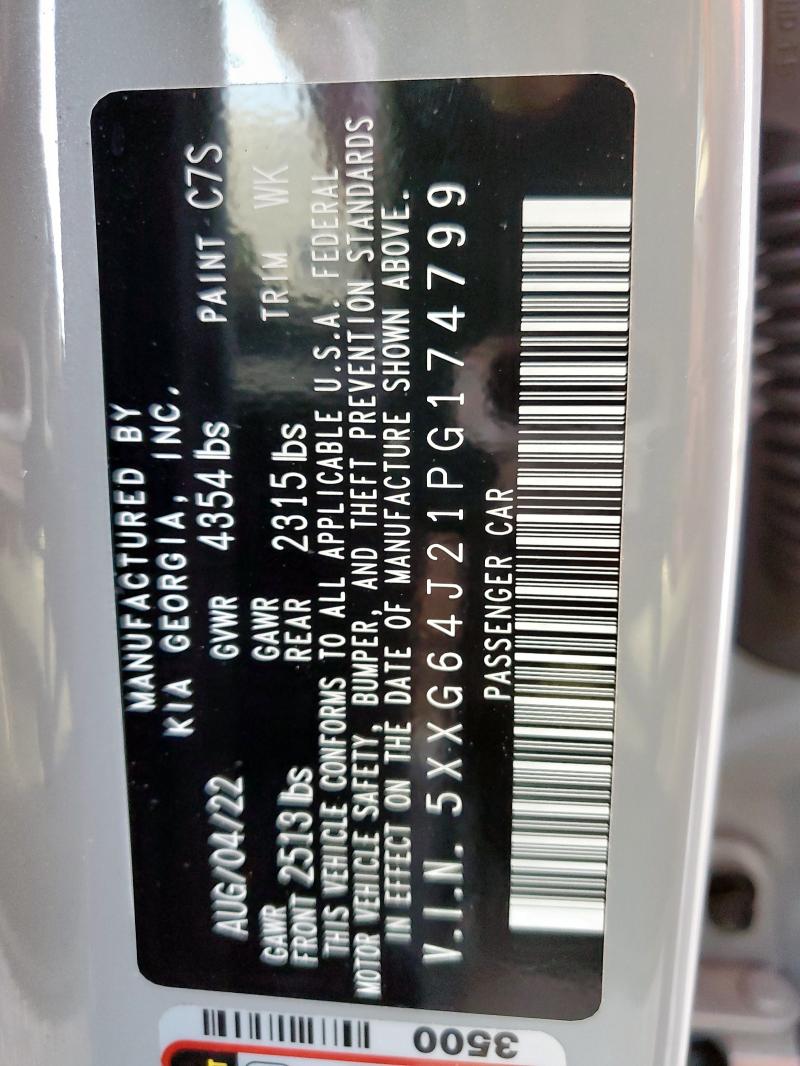 MANUFACTURED BY
KIA GEORGIA, INC.
AUG/04/22 GVWR 4354 lbs PAINT C7S
GAWR GAWR
FRONT 2513 lbs REAR 2315 lbs TRIM WK
THIS VEHICLE CONFORMS TO ALL APPLICABLE U.S.A. FEDERAL
MOTOR VEHICLE SAFETY, BUMPER, AND THEFT PREVENTION STANDARDS
IN EFFECT ON THE DATE OF MANUFACTURE SHOWN ABOVE.
V.I.N. 5XXG64J21PG174799
PASSENGER CAR
3500